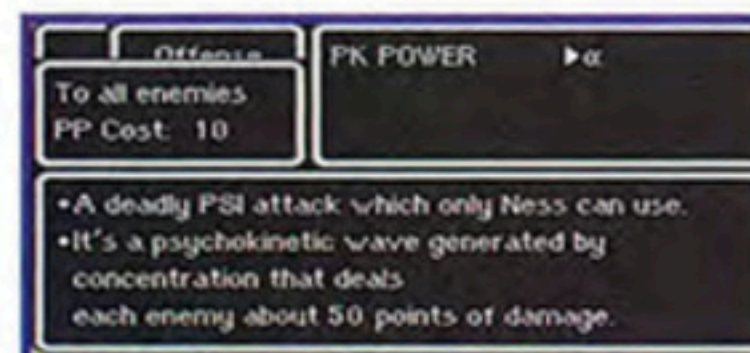 Offense
PK POWER ▶α
To all enemies
PP Cost: 10
•A deadly PSI attack which only Ness can use.
•It's a psychokinetic wave generated by
concentration that deals
each enemy about 50 points of damage.